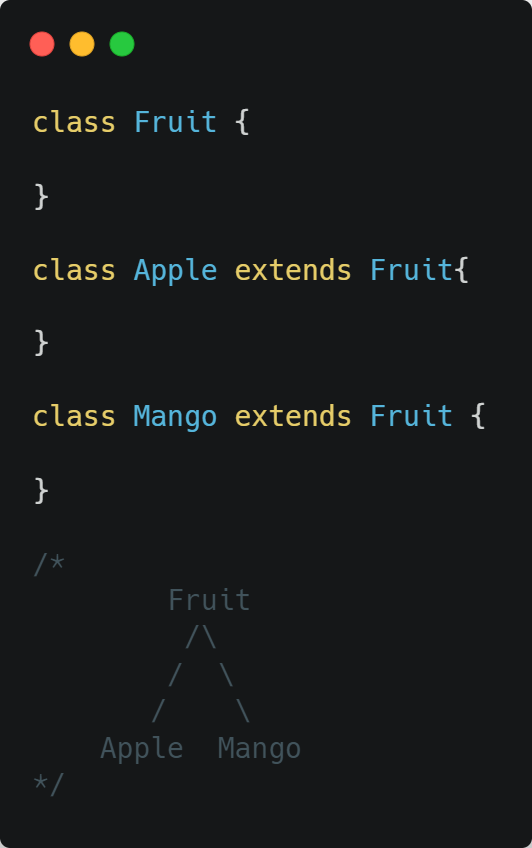 class Fruit {
}
class Apple extends Fruit{
}
class Mango extends Fruit {
}
/*
        Fruit
         /\
        /  \
       /    \
    Apple  Mango
*/